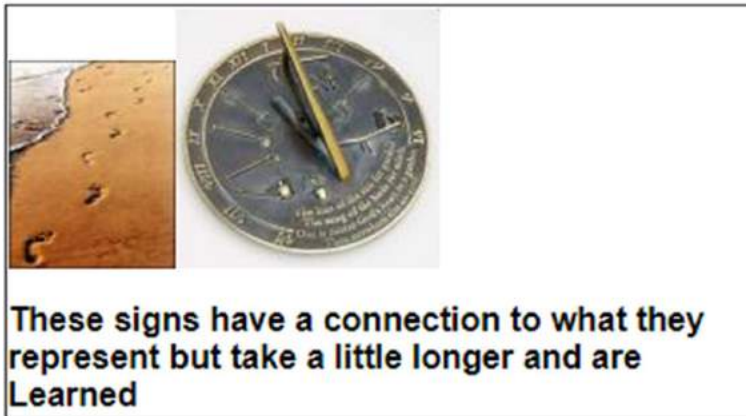 These signs have a connection to what they
represent but take a little longer and are
Learned